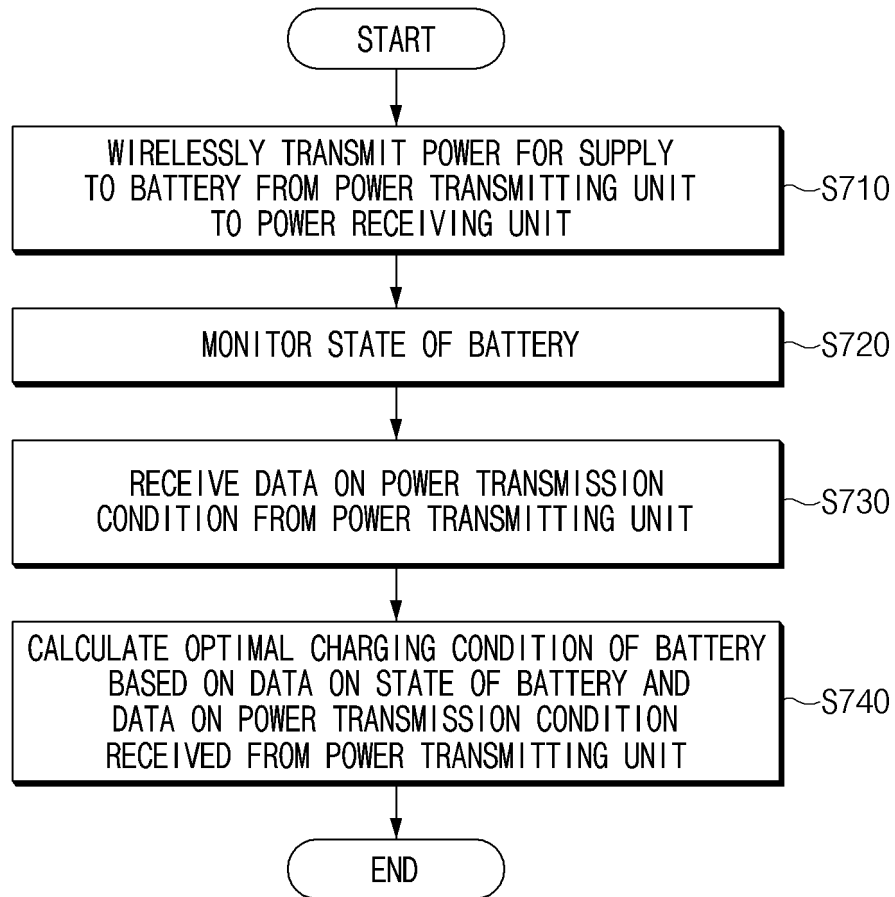 START
WIRELESSLY TRANSMIT POWER FOR SUPPLY
TO BATTERY FROM POWER TRANSMITTING UNIT
TO POWER RECEIVING UNIT
S710
MONITOR STATE OF BATTERY
S720
RECEIVE DATA ON POWER TRANSMISSION
CONDITION FROM POWER TRANSMITTING UNIT
S730
CALCULATE OPTIMAL CHARGING CONDITION OF BATTERY
BASED ON DATA ON STATE OF BATTERY AND
DATA ON POWER TRANSMISSION CONDITION
RECEIVED FROM POWER TRANSMITTING UNIT
S740
END